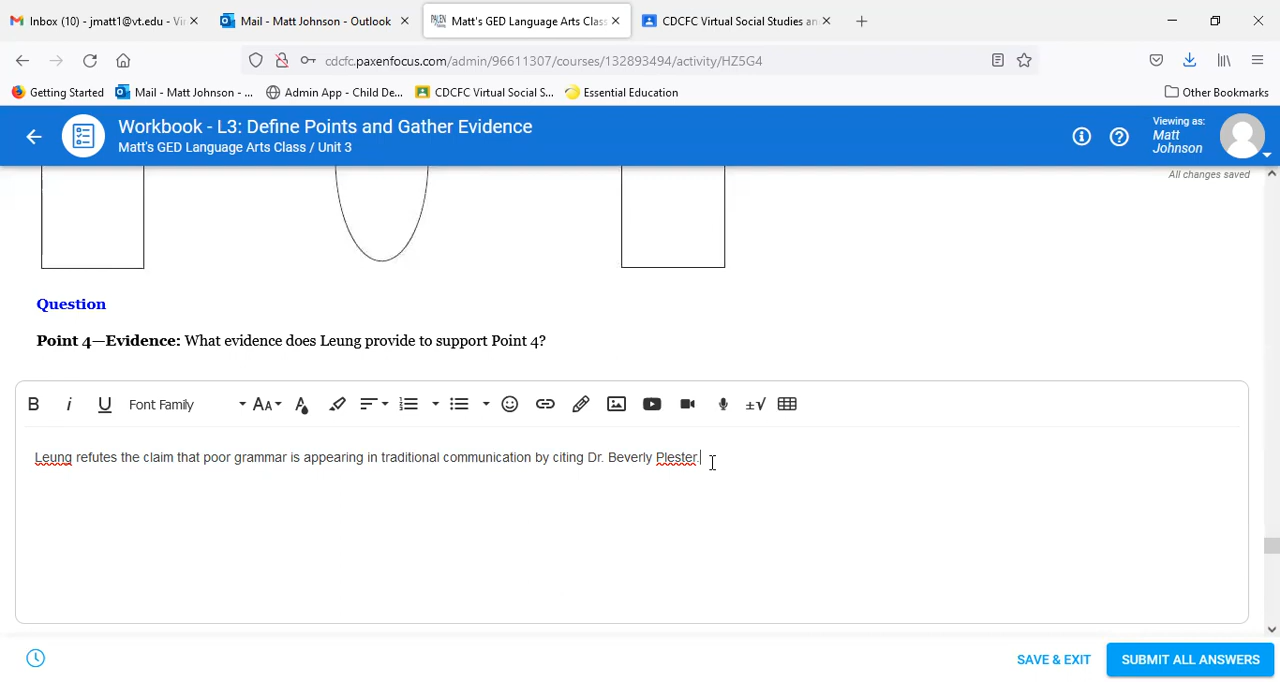 Inbox (10) - jmatt1@vt.edu - Vir
Mail - Matt Johnson - Outlook
Matt's GED Language Arts Class
CDCFC Virtual Social Studies an
cdcfc.paxenfocus.com/admin/96611307/courses/132893494/activity/HZ5G4
Getting Started
Mail - Matt Johnson - ...
Admin App - Child De...
CDCFC Virtual Social S...
Essential Education
Other Bookmarks
Workbook - L3: Define Points and Gather Evidence
Matt's GED Language Arts Class / Unit 3
Viewing as:
Matt
Johnson
All changes saved
Question
Point 4—Evidence: What evidence does Leung provide to support Point 4?
B i U Font Family AA A ±√
Leung refutes the claim that poor grammar is appearing in traditional communication by citing Dr. Beverly Plester.
SAVE & EXIT
SUBMIT ALL ANSWERS